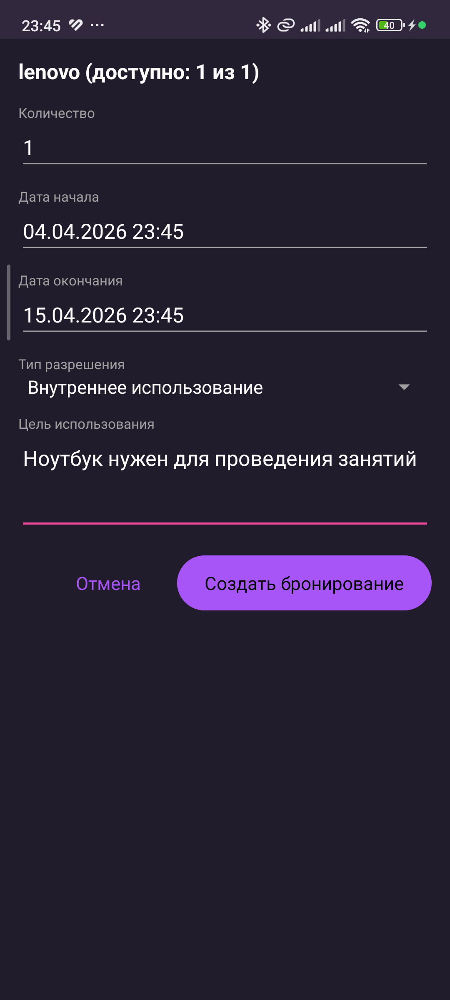 23:45 ...
40
lenovo (доступно: 1 из 1)
Количество
1
Дата начала
04.04.2026 23:45
Дата окончания
15.04.2026 23:45
Тип разрешения
Внутреннее использование
Цель использования
Ноутбук нужен для проведения занятий
Отмена
Создать бронирование